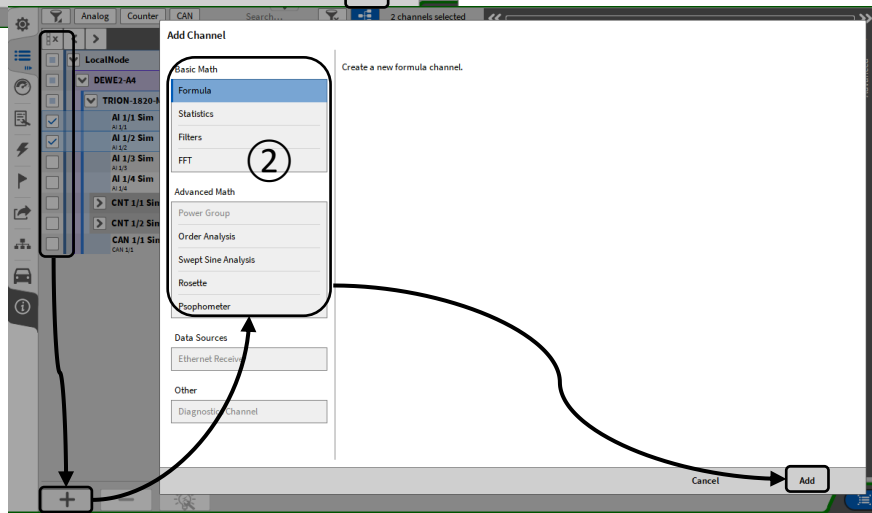 Analog Counter CAN Search... 2 channels selected
Add Channel
LocalNode
DEWE2-A4
TRION-1820-
AI 1/1 Sim
AI 1/1
AI 1/2 Sim
AI 1/2
AI 1/3 Sim
AI 1/3
AI 1/4 Sim
AI 1/4
CNT 1/1 Sim
CNT 1/2 Sim
CAN 1/1 Sin
CAN 1/1
Basic Math
Formula
Statistics
Filters
FFT
2
Advanced Math
Power Group
Order Analysis
Swept Sine Analysis
Rosette
Psophometer
Data Sources
Ethernet Receive
Other
Diagnostic Channel
Create a new formula channel.
Cancel Add